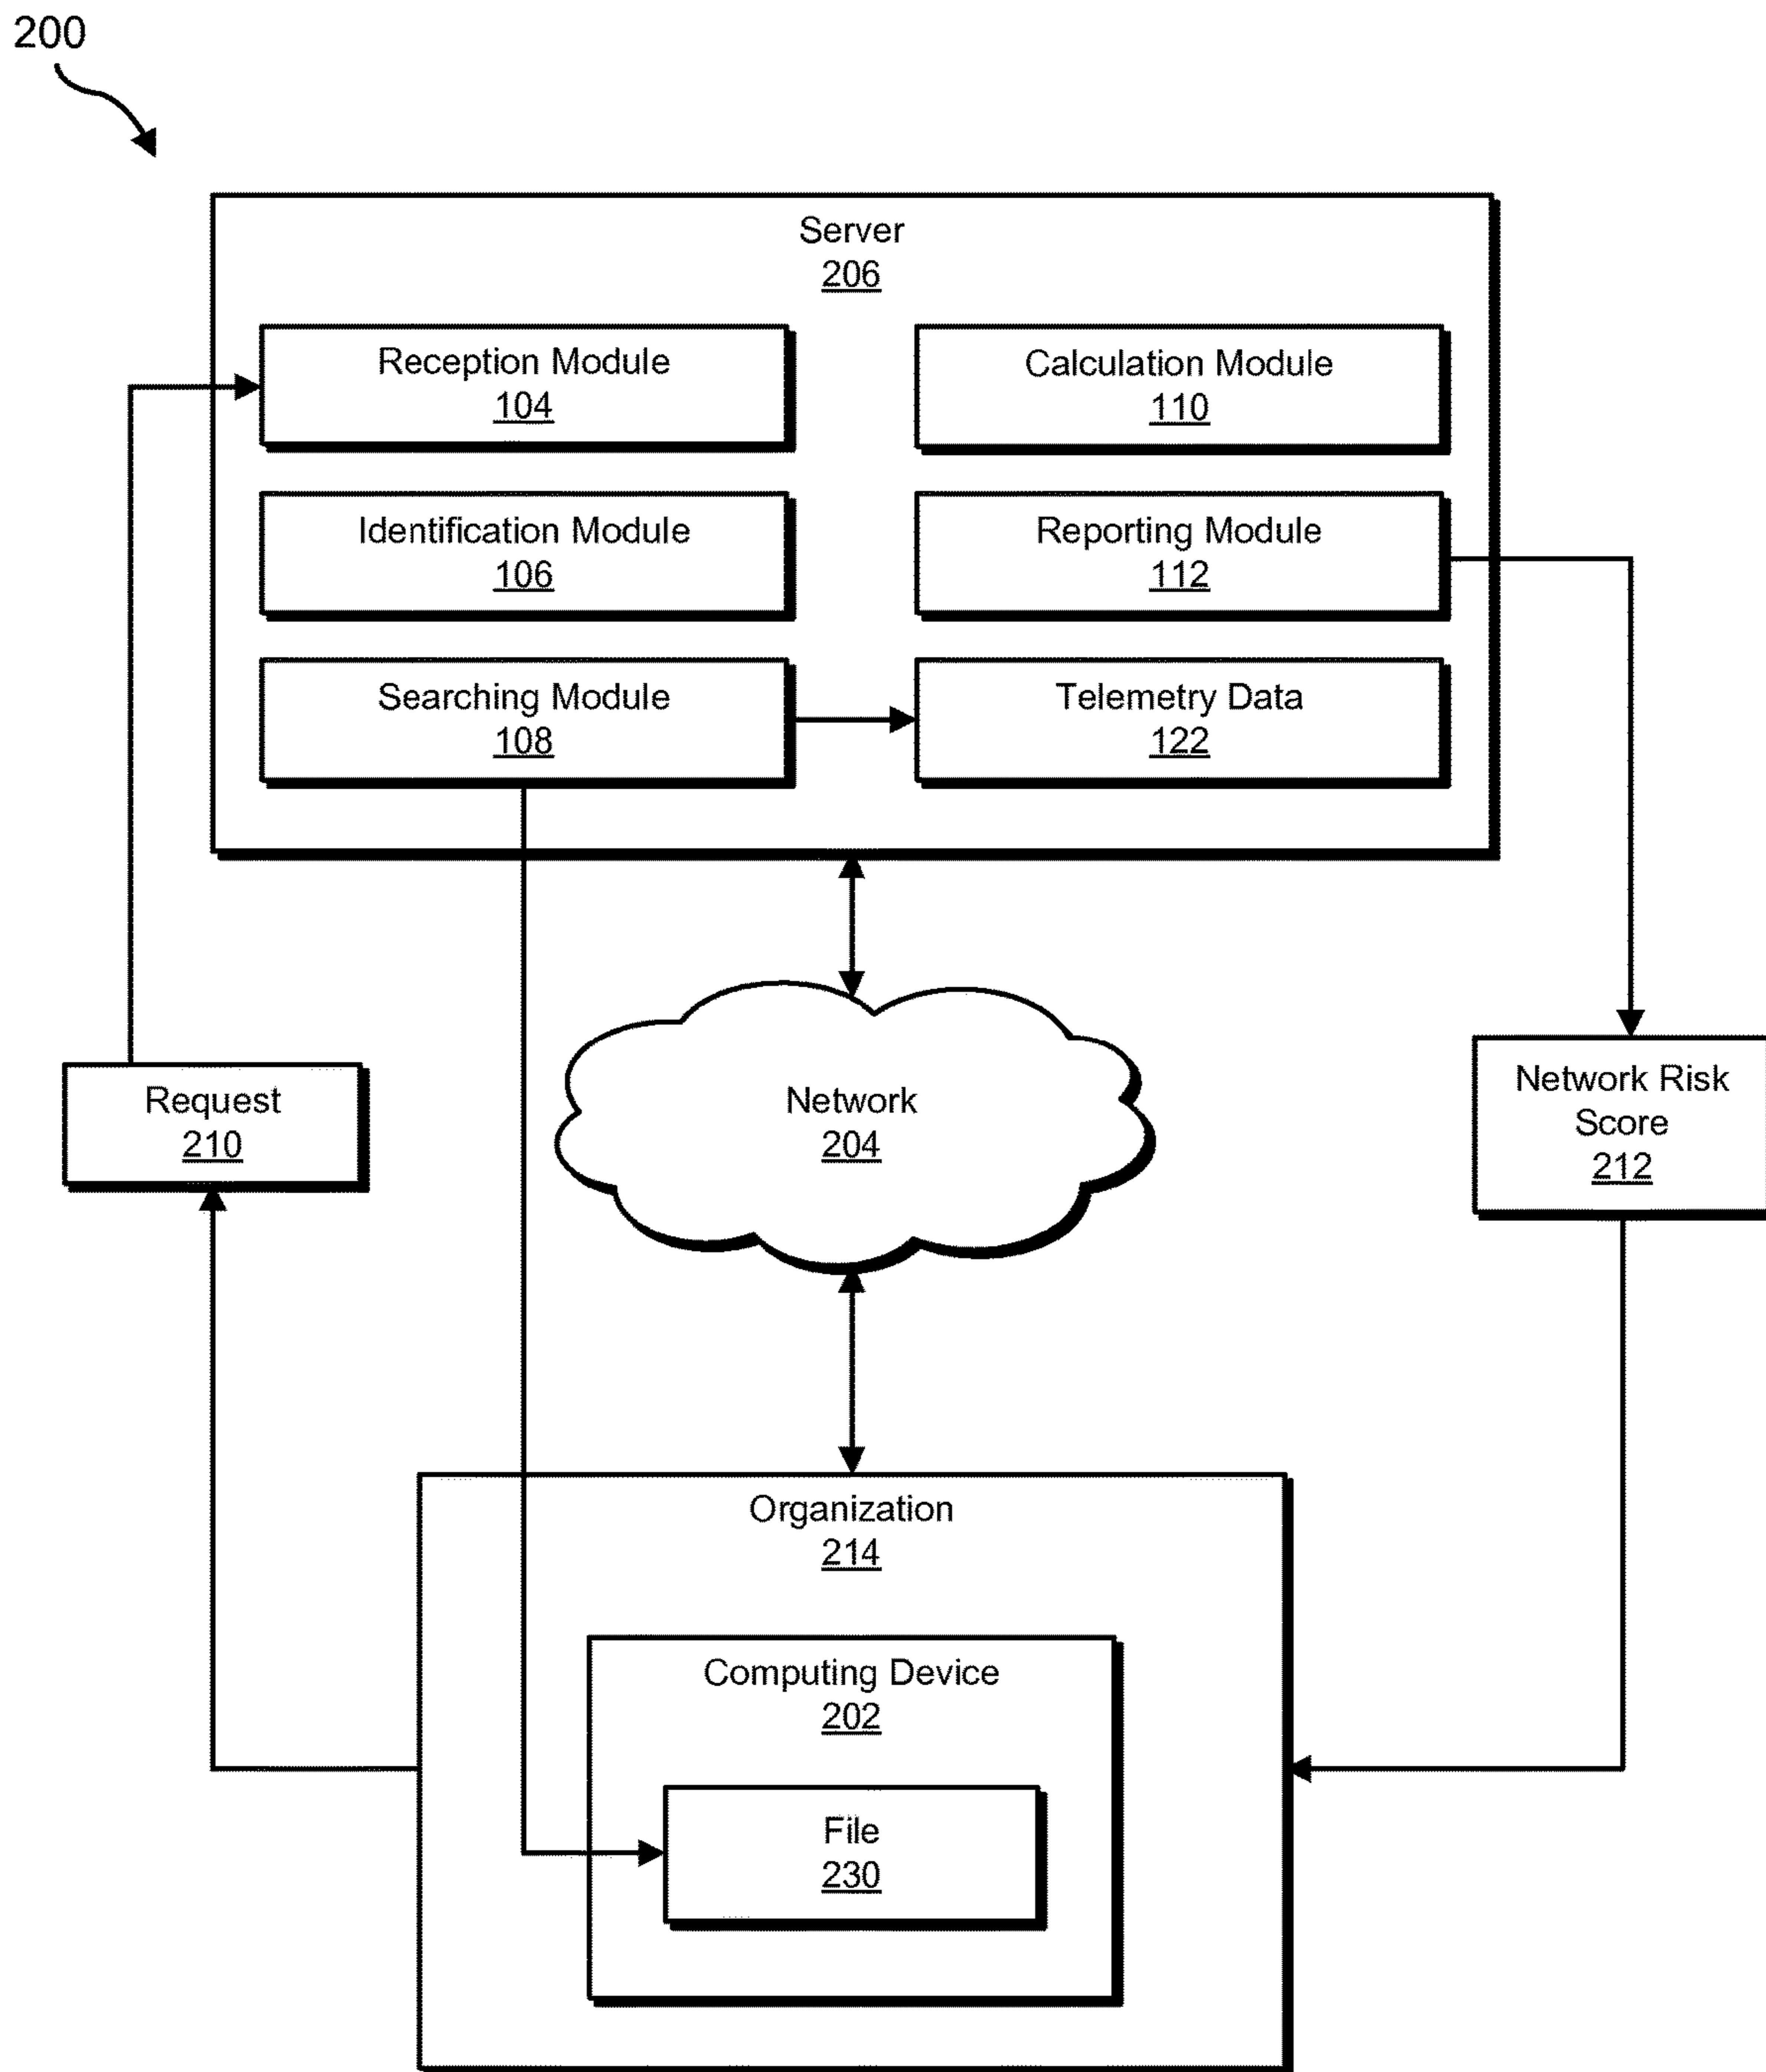 200
Server
206
Reception Module
104
Calculation Module
110
Identification Module
106
Reporting Module
112
Searching Module
108
Telemetry Data
122
Request
210
Network
204
Network Risk
Score
212
Organization
214
Computing Device
202
File
230